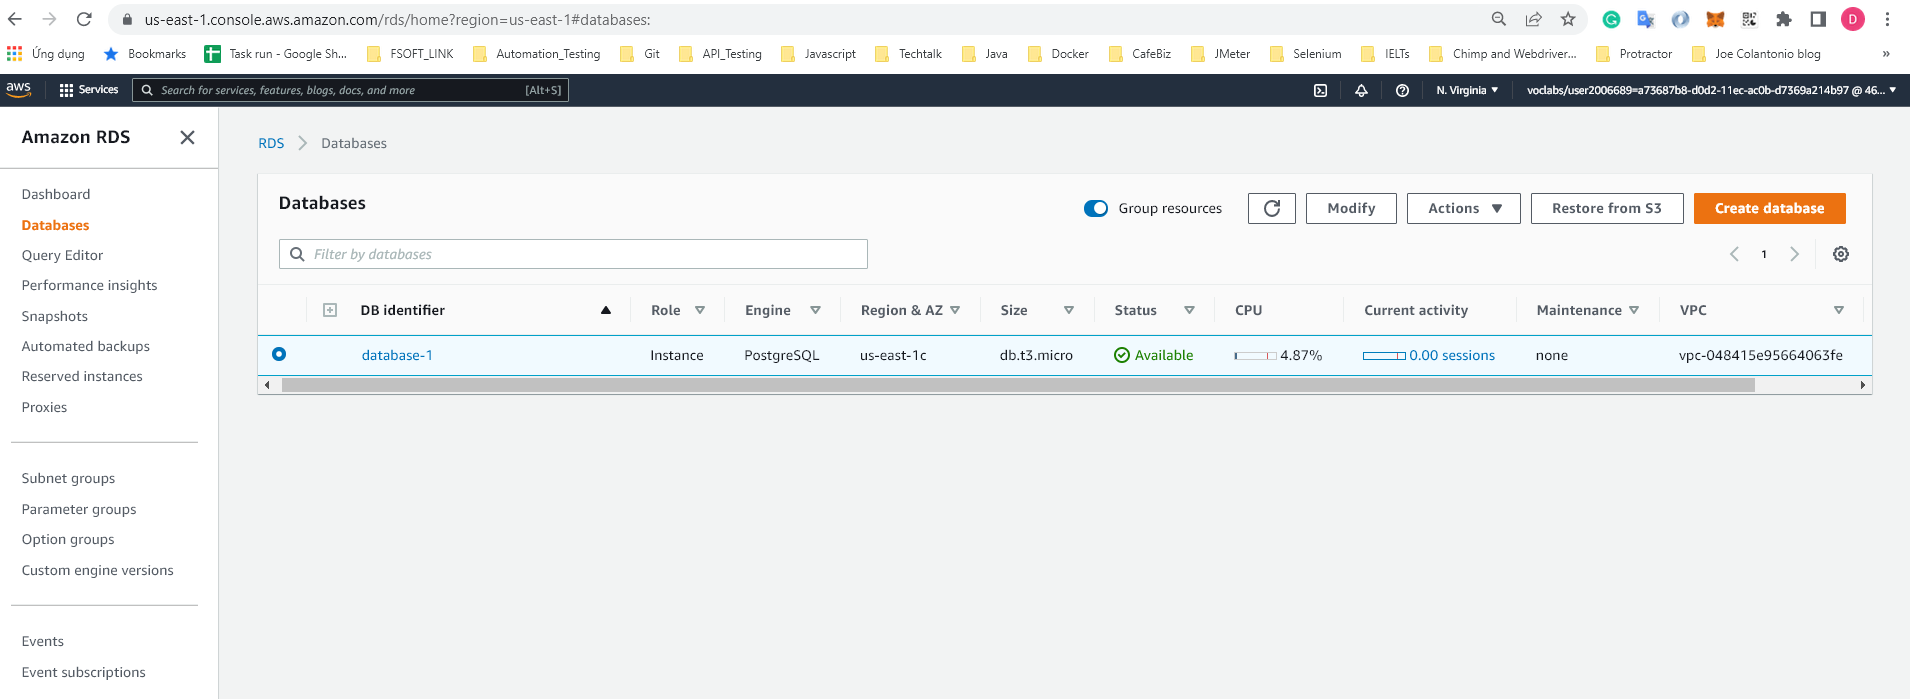 us-east-1.console.aws.amazon.com/rds/home?region=us-east-1#databases:
D
Ứng dụng Bookmarks Task run - Google Sh... FSOFT_LINK Automation_Testing Git API_Testing Javascript Techtalk Java Docker CafeBiz JMeter Selenium IELTs Chimp and Webdriver... Protractor Joe Colantonio blog »
aws Services Search for services, features, blogs, docs, and more [Alt+S] N. Virginia voclabs/user2006689=a73687b8-d0d2-11ec-ac0b-d7369a214b97 @ 46...
Amazon RDS
Dashboard
Databases
Query Editor
Performance insights
Snapshots
Automated backups
Reserved instances
Proxies
Subnet groups
Parameter groups
Option groups
Custom engine versions
Events
Event subscriptions
RDS Databases
Databases
Group resources Modify Actions Restore from S3 Create database
Filter by databases 1
DB identifier Role Engine Region & AZ Size Status CPU Current activity Maintenance VPC
database-1 Instance PostgreSQL us-east-1c db.t3.micro Available 4.87% 0.00 sessions none vpc-048415e95664063fe